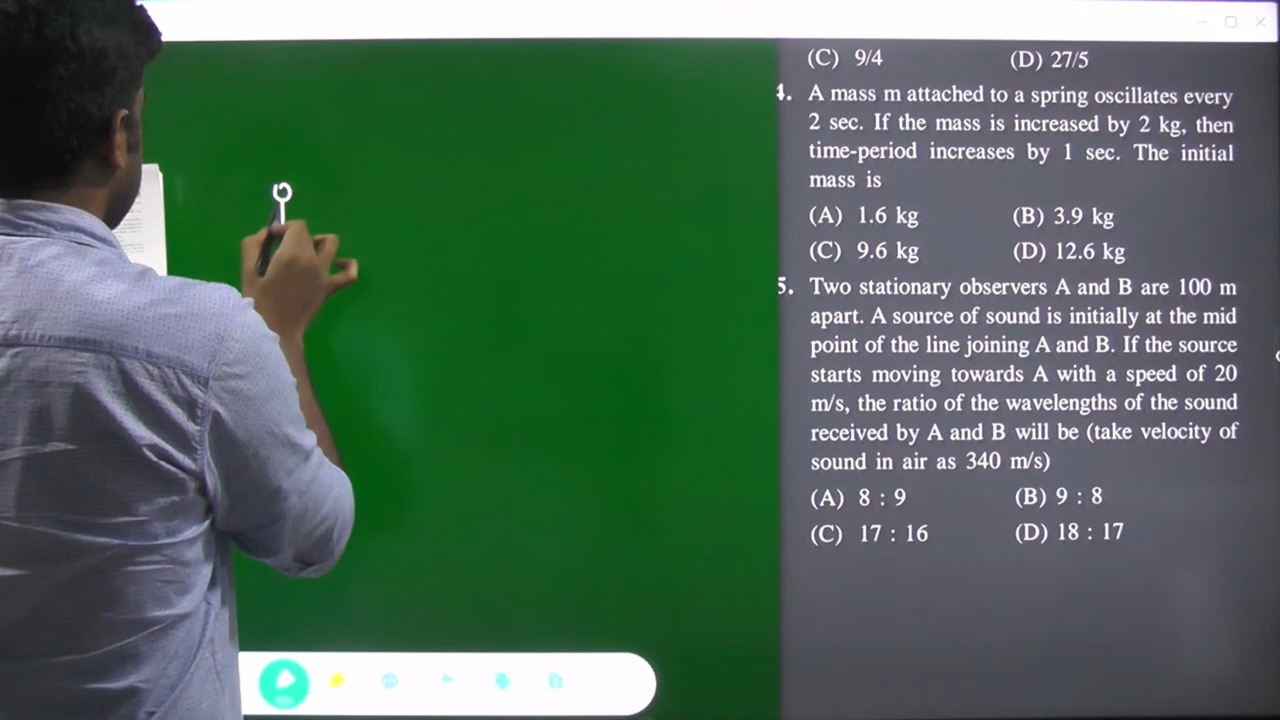 (C) 9/4 (D) 27/5
4. A mass m attached to a spring oscillates every
2 sec. If the mass is increased by 2 kg, then
time-period increases by 1 sec. The initial
mass is
(A) 1.6 kg (B) 3.9 kg
(C) 9.6 kg (D) 12.6 kg
5. Two stationary observers A and B are 100 m
apart. A source of sound is initially at the mid
point of the line joining A and B. If the source
starts moving towards A with a speed of 20
m/s, the ratio of the wavelengths of the sound
received by A and B will be (take velocity of
sound in air as 340 m/s)
(A) 8 : 9 (B) 9 : 8
(C) 17 : 16 (D) 18 : 17